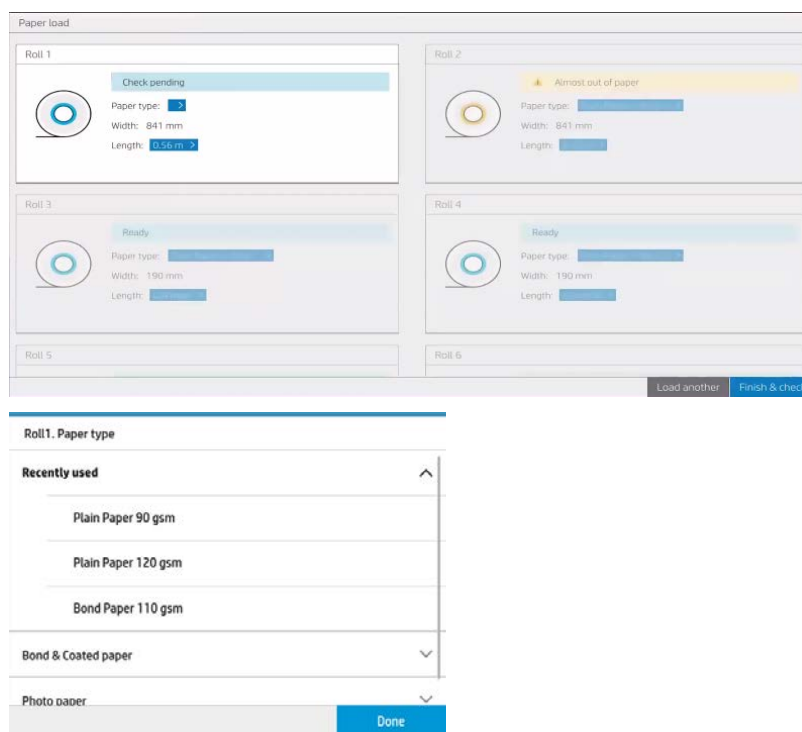 Paper load
Roll 1
Check pending
Paper type:
Width: 841 mm
Length: 0.56 m
Roll 2
Almost out of paper
Paper type:
Width: 841 mm
Length:
Roll 3
Ready
Paper type:
Width: 190 mm
Length:
Roll 4
Ready
Paper type:
Width: 190 mm
Length:
Roll 5
Roll 6
Load another
Finish & check
Roll1. Paper type
Recently used
Plain Paper 90 gsm
Plain Paper 120 gsm
Bond Paper 110 gsm
Bond & Coated paper
Photo paper
Done